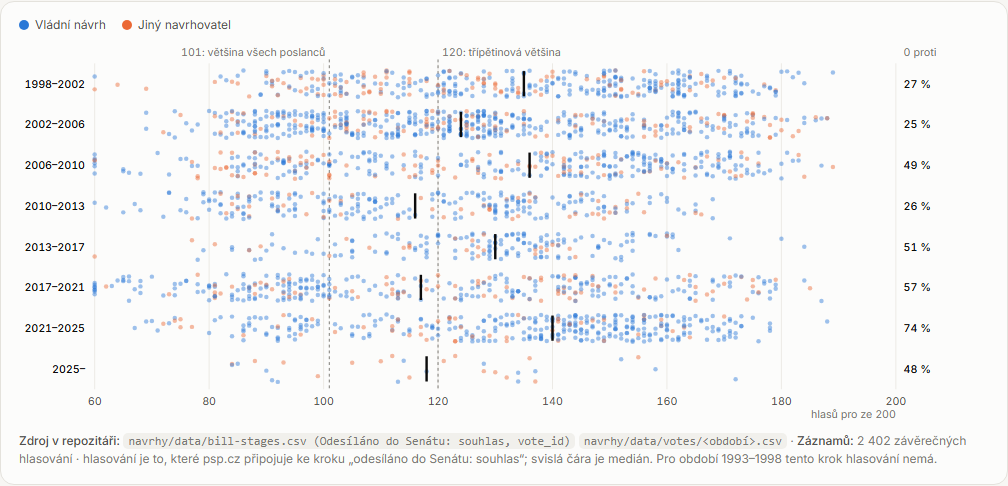 Vládní návrh Jiný navrhovatel
101: většina všech poslanců 120: třípětinová většina 0 proti
1998–2002 27 %
2002–2006 25 %
2006–2010 49 %
2010–2013 26 %
2013–2017 51 %
2017–2021 57 %
2021–2025 74 %
2025– 48 %
60 80 100 120 140 160 180 200
hlasů pro ze 200
Zdroj v repozitáři: navrhy/data/bill-stages.csv (Odesíláno do Senátu: souhlas, vote_id) navrhy/data/votes/<období>.csv · Záznamů: 2 402 závěrečných
hlasování · hlasování je to, které psp.cz připojuje ke kroku „odesíláno do Senátu: souhlas“; svislá čára je medián. Pro období 1993–1998 tento krok hlasování nemá.